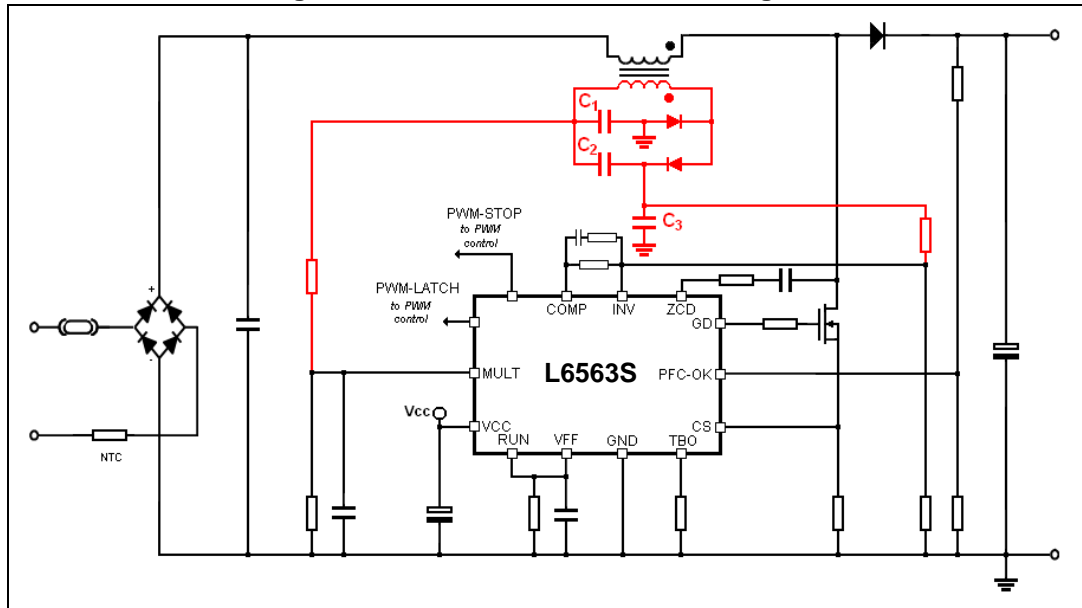 C1
C2
C3
PWM-STOP
to PWM
control
PWM-LATCH
to PWM
control
COMP
INV
ZCD
GD
MULT
L6563S
PFC-OK
Vcc
VCC
CS
RUN
VFF
GND
TBO
NTC
+
-